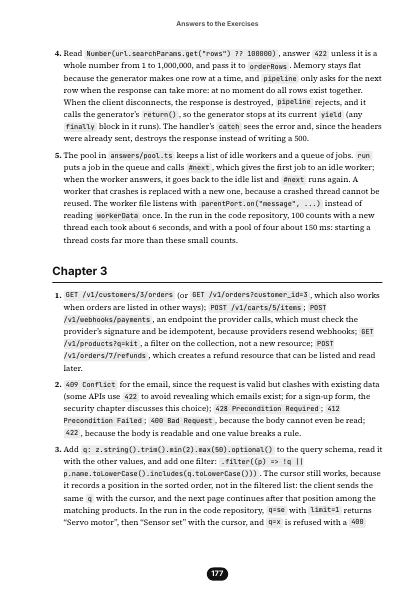 Answers to the Exercises
4. Read Number(url.searchParams.get("rows") ?? 100000), answer 422 unless it is a
whole number from 1 to 1,000,000, and pass it to orderRows. Memory stays flat
because the generator makes one row at a time, and pipeline only asks for the next
row when the response can take more: at no moment do all rows exist together.
When the client disconnects, the response is destroyed, pipeline rejects, and it
calls the generator's return(), so the generator stops at its current yield (any
finally block in it runs). The handler's catch sees the error and, since the headers
were already sent, destroys the response instead of writing a 500.
5. The pool in answers/pool.ts keeps a list of idle workers and a queue of jobs. run
puts a job in the queue and calls #next, which gives the first job to an idle worker;
when the worker answers, it goes back to the idle list and #next runs again. A
worker that crashes is replaced with a new one, because a crashed thread cannot be
reused. The worker file listens with parentPort.on("message", ...) instead of
reading workerData once. In the run in the code repository, 100 counts with a new
thread each took about 6 seconds, and with a pool of four about 150 ms: starting a
thread costs far more than these small counts.
Chapter 3
1. GET /v1/customers/3/orders (or GET /v1/orders?customer_id=3, which also works
when orders are listed in other ways); POST /v1/carts/5/items; POST
/v1/webhooks/payments, an endpoint the provider calls, which must check the
provider's signature and be idempotent, because providers resend webhooks; GET
/v1/products?q=kit, a filter on the collection, not a new resource; POST
/v1/orders/7/refunds, which creates a refund resource that can be listed and read
later.
2. 409 Conflict for the email, since the request is valid but clashes with existing data
(some APIs use 422 to avoid revealing which emails exist; for a sign-up form, the
security chapter discusses this choice); 428 Precondition Required; 412
Precondition Failed; 400 Bad Request, because the body cannot even be read;
422, because the body is readable and one value breaks a rule.
3. Add q: z.string().trim().min(2).max(50).optional() to the query schema, read it
with the other values, and add one filter: .filter((p) => !q ||
p.name.toLowerCase().includes(q.toLowerCase())). The cursor still works, because
it records a position in the sorted order, not in the filtered list: the client sends the
same q with the cursor, and the next page continues after that position among the
matching products. In the run in the code repository, q=se with limit=1 returns
"Servo motor", then "Sensor set" with the cursor, and q=x is refused with a 400
177